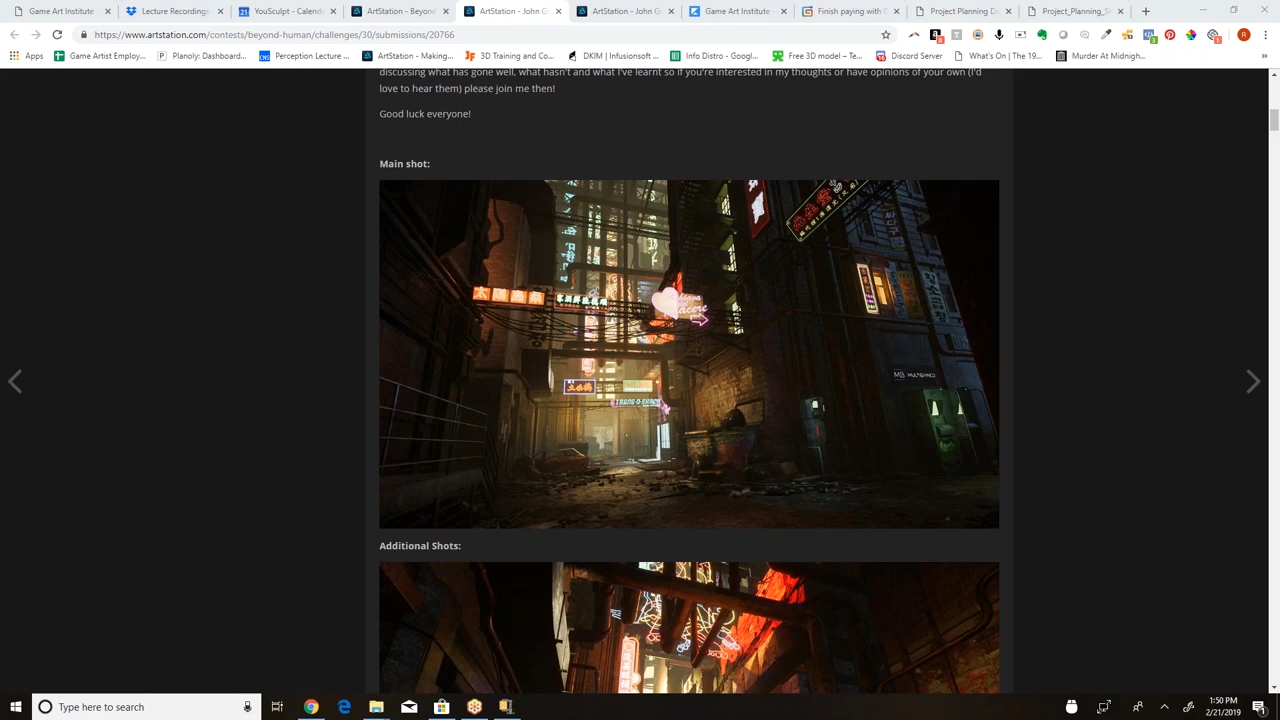 Game Art Institute
Lecture Recordings
YouSculpt - Calend
ArtStation - Beyon
ArtStation - John G
ArtStation - John G
Game Art Institute
Finish paying with
Project Planning D
Project_Planning_S
https://www.artstation.com/contests/beyond-human/challenges/30/submissions/20766
Apps
Game Artist Employ...
Planoly: Dashboard...
Perception Lecture ...
ArtStation - Making...
3D Training and Co...
DKIM | Infusionsoft ...
Info Distro - Googl...
Free 3D model – Te...
Discord Server
What's On | The 19...
Murder At Midnigh...
»
discussing what has gone well, what hasn't and what I've learnt so if you're interested in my thoughts or have opinions of your own (I'd
love to hear them) please join me then!
Good luck everyone!
Main shot:
MULTIBANCO
Additional Shots:
Type here to search
1:50 PM
2/21/2019